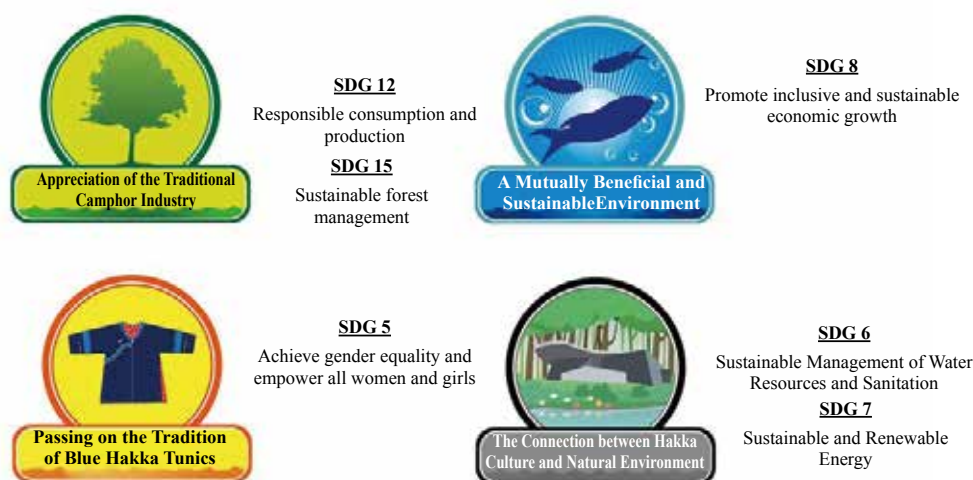 Appreciation of the Traditional
Camphor Industry
SDG 12
Responsible consumption and
production
SDG 15
Sustainable forest
management
A Mutually Beneficial and
SustainableEnvironment
SDG 8
Promote inclusive and sustainable
economic growth
Passing on the Tradition
of Blue Hakka Tunics
SDG 5
Achieve gender equality and
empower all women and girls
The Connection between Hakka
Culture and Natural Environment
SDG 6
Sustainable Management of Water
Resources and Sanitation
SDG 7
Sustainable and Renewable
Energy